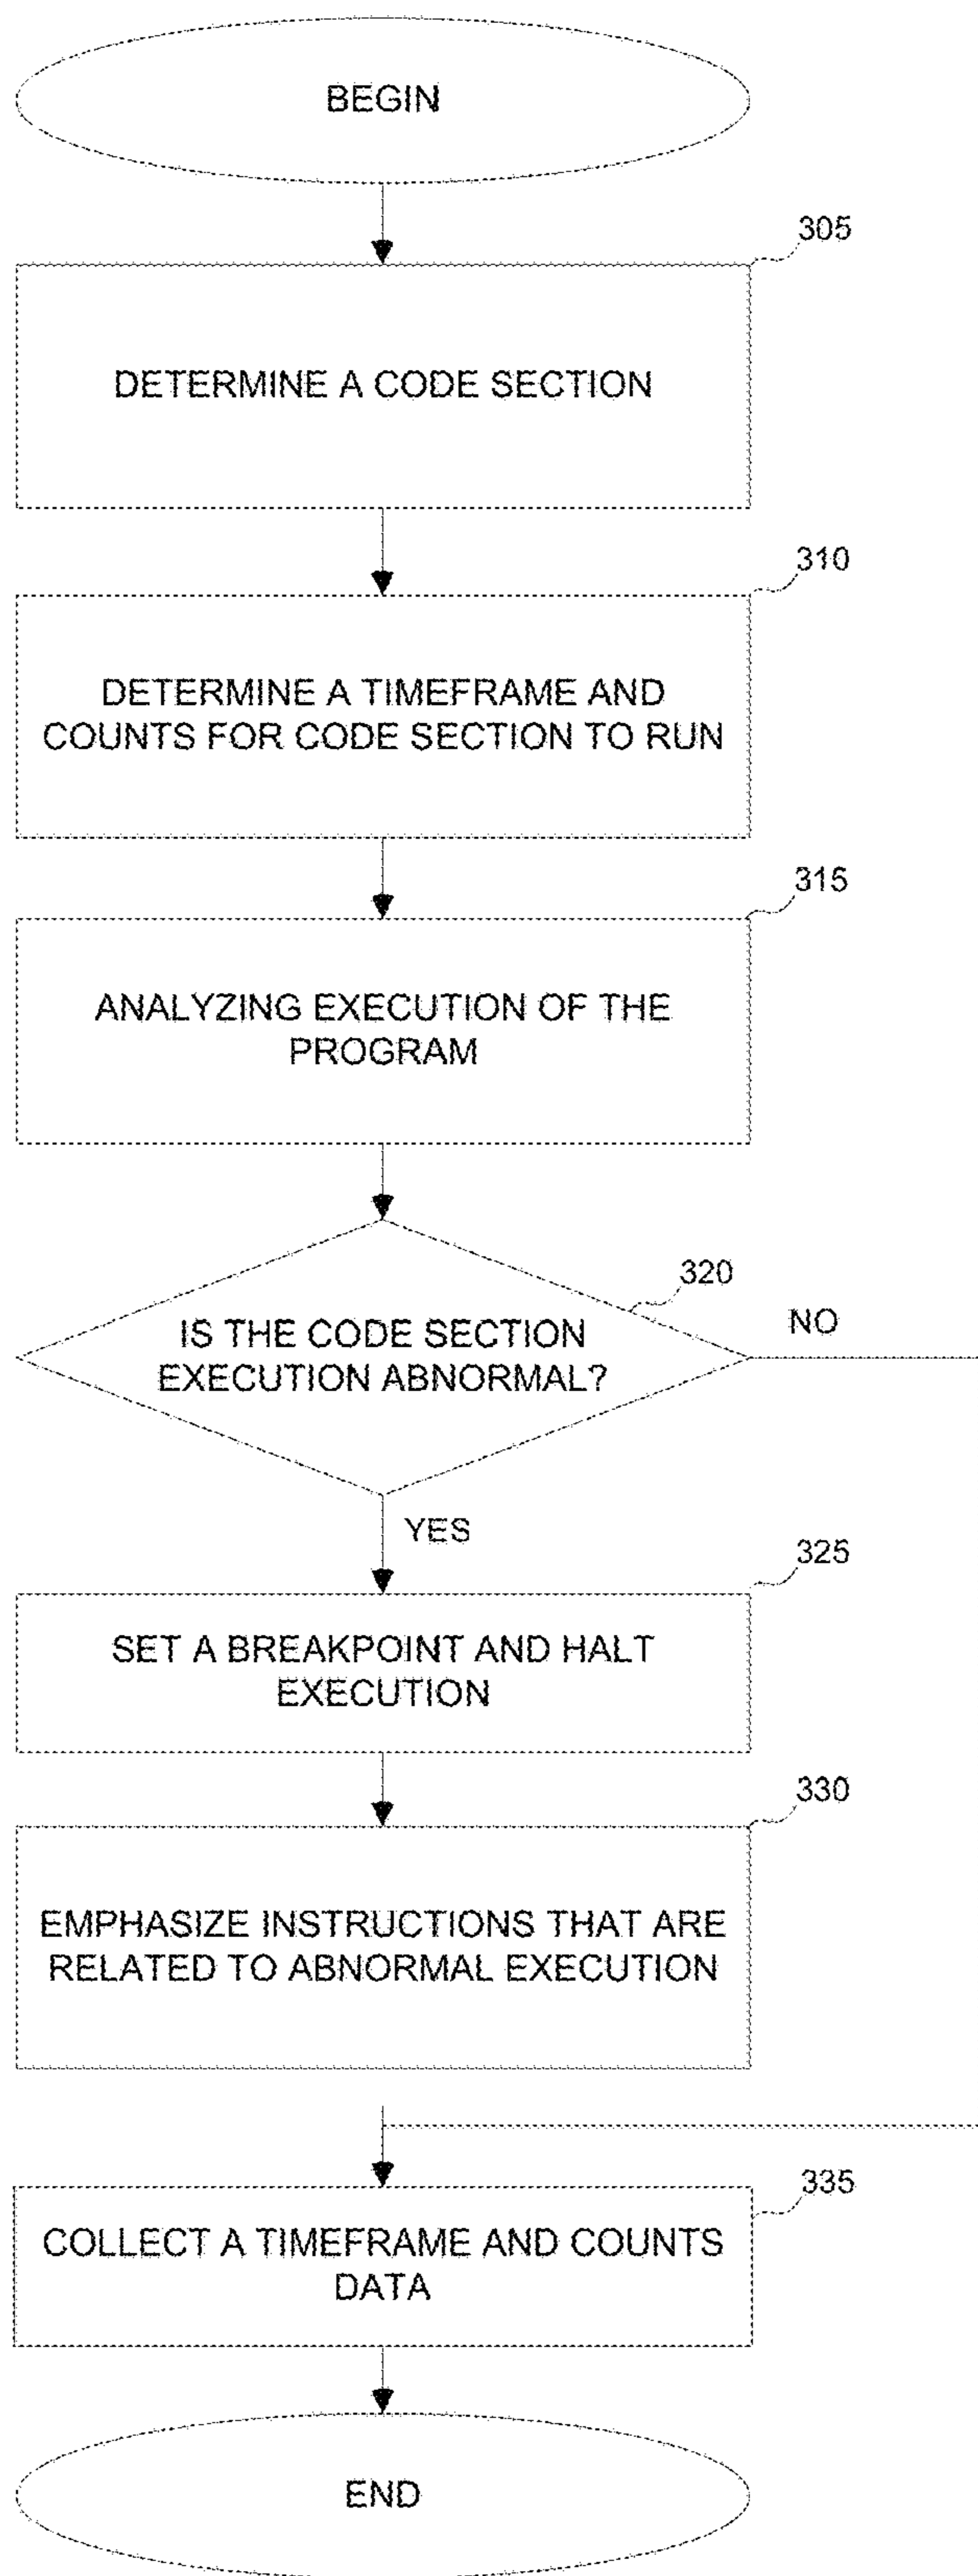 BEGIN
305
DETERMINE A CODE SECTION
310
DETERMINE A TIMEFRAME AND
COUNTS FOR CODE SECTION TO RUN
315
ANALYZING EXECUTION OF THE
PROGRAM
320
IS THE CODE SECTION
EXECUTION ABNORMAL?
NO
YES
325
SET A BREAKPOINT AND HALT
EXECUTION
330
EMPHASIZE INSTRUCTIONS THAT ARE
RELATED TO ABNORMAL EXECUTION
335
COLLECT A TIMEFRAME AND COUNTS
DATA
END